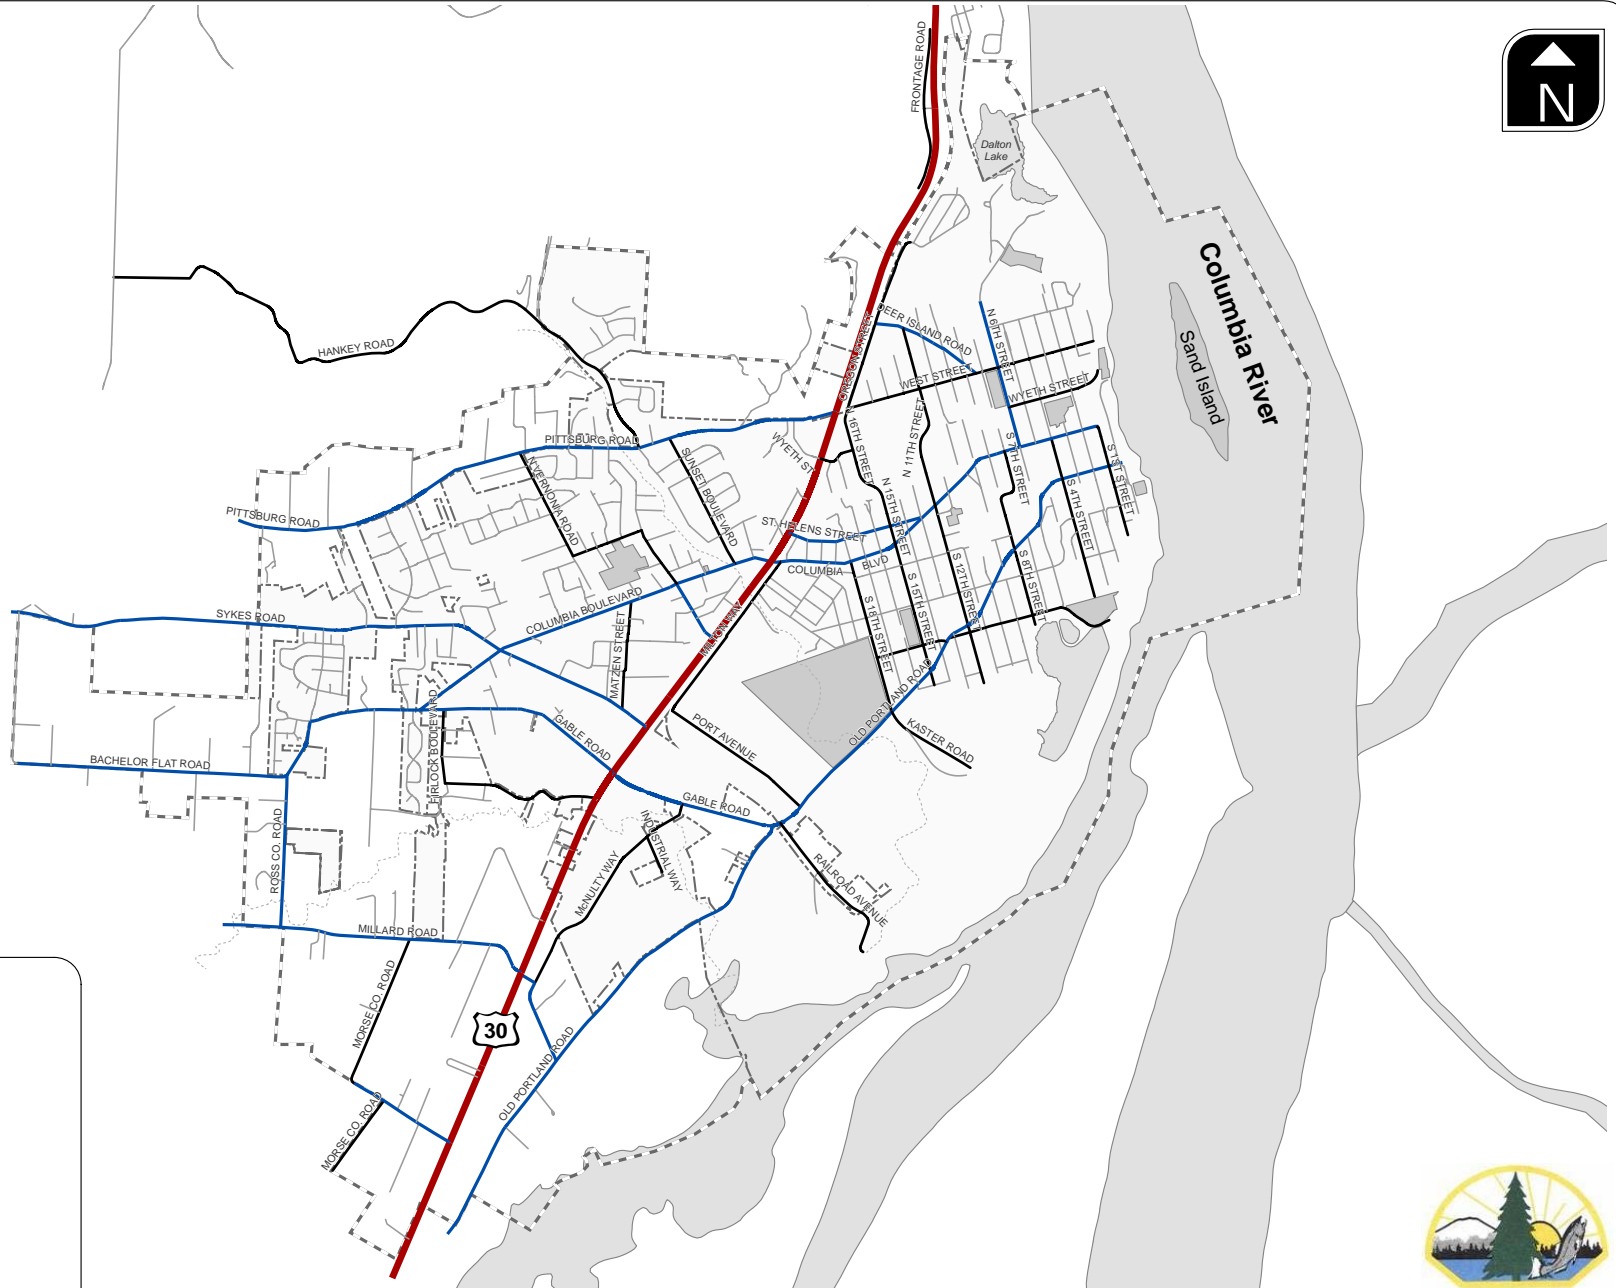 FRONTAGE ROAD
N
Dalton
Lake
Columbia River
Sand Island
HANKEY ROAD
DEER ISLAND ROAD
N 6TH STREET
OREGON STREET
WEST STREET
WYETH STREET
PITTSBURG ROAD
WYETH ST
N 16TH STREET
N 11TH STREET
S 7TH STREET
S 1ST STREET
SUNSET BOULEVARD
N VERNONIA ROAD
N 15TH STREET
S 4TH STREET
PITTSBURG ROAD
ST. HELENS STREET
COLUMBIA
BLVD
S 12TH STREET
S 8TH STREET
S 15TH STREET
S 18TH STREET
SYKES ROAD
COLUMBIA BOULEVARD
MATZEN STREET
MILTON WAY
FIRLOCK BOULEVARD
GABLE ROAD
PORT AVENUE
OLD PORTLAND ROAD
KASTER ROAD
BACHELOR FLAT ROAD
GABLE ROAD
INDUSTRIAL WAY
ROSS CO. ROAD
McNULTY WAY
RAILROAD AVENUE
MILLARD ROAD
MORSE CO. ROAD
30
OLD PORTLAND ROAD
MORSE CO. ROAD